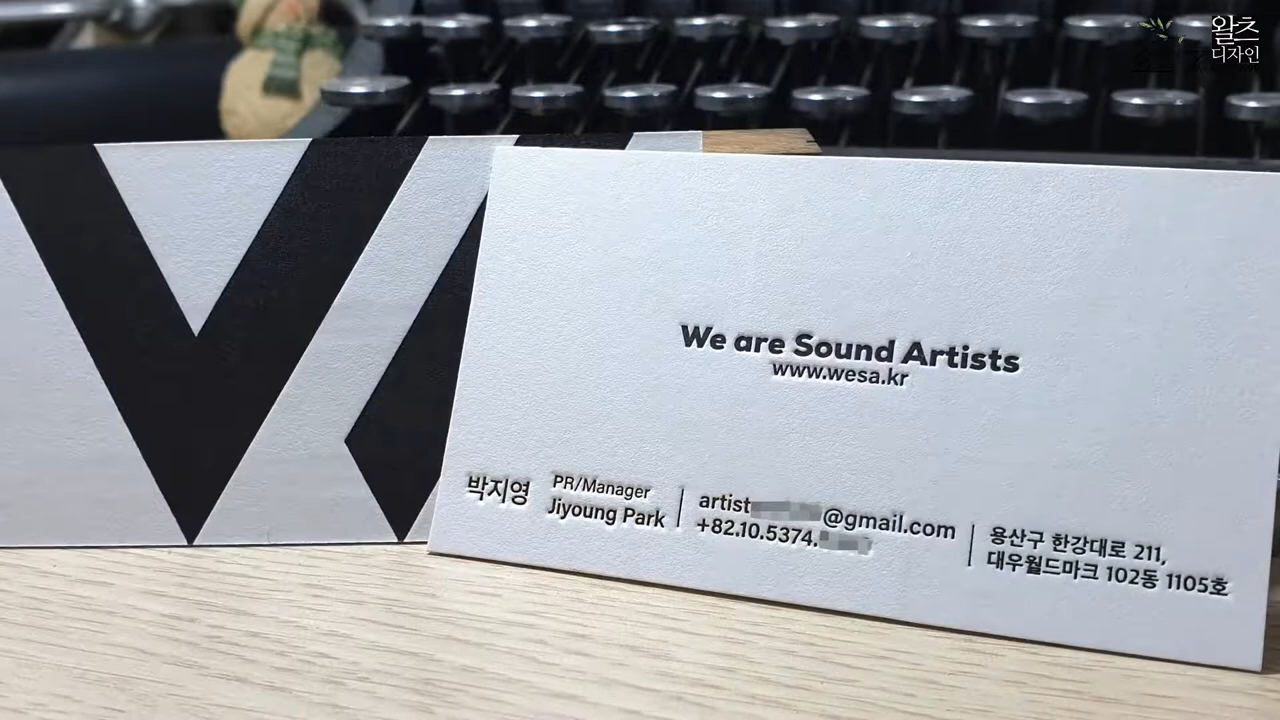 왈츠
디자인
We are Sound Artists
www.wesa.kr
박지영
PR/Manager
Jiyoung Park
artist @gmail.com
+82.10.5374.
용산구 한강대로 211,
대우월드마크 102동 1105호